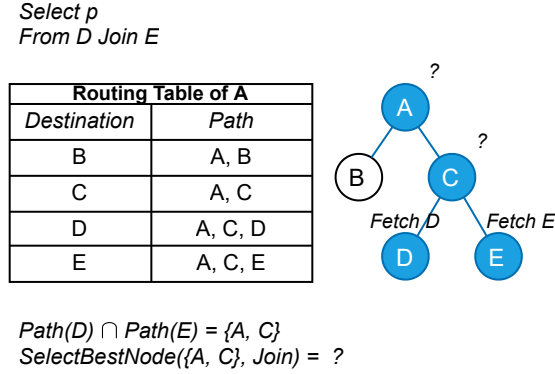 Select p
From D Join E
Routing Table of A
Destination Path
B A, B
C A, C
D A, C, D
E A, C, E
?
A
?
B C
Fetch D Fetch E
D E
Path(D) ∩ Path(E) = {A, C}
SelectBestNode({A, C}, Join) = ?